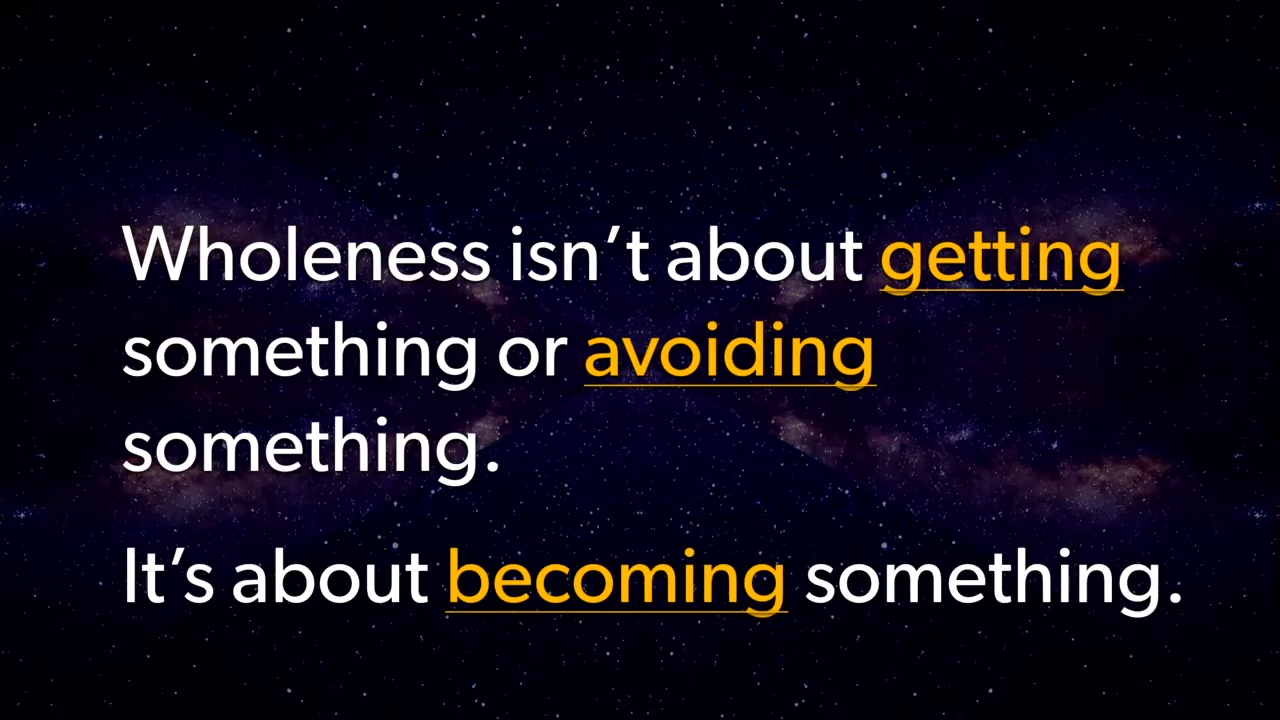 Wholeness isn’t about getting
something or avoiding
something.
It’s about becoming something.